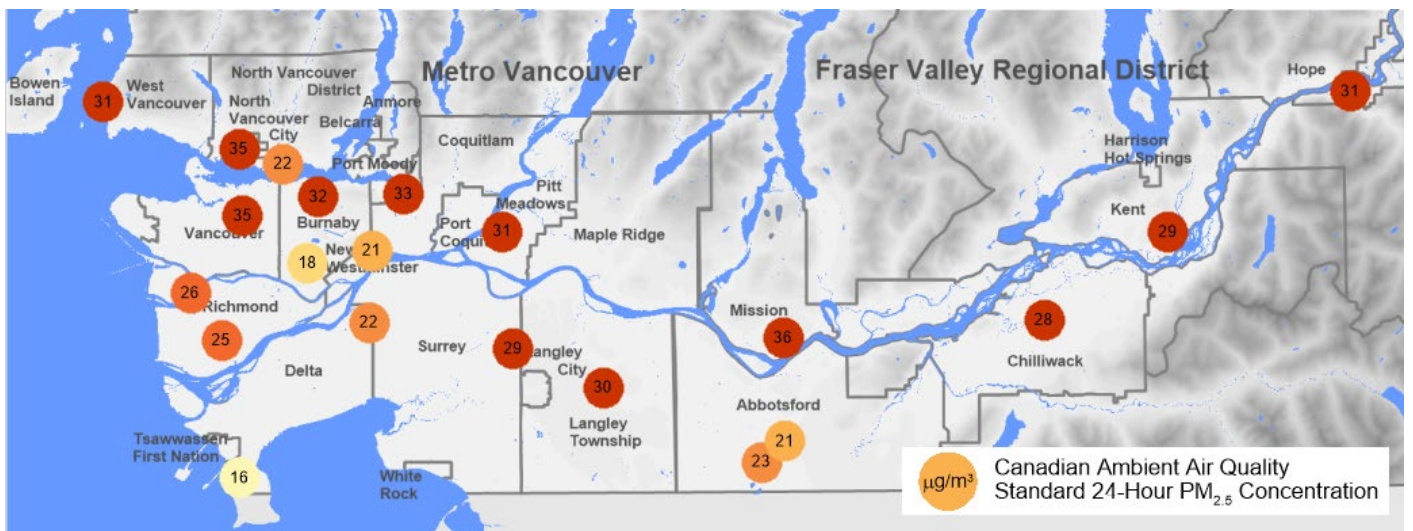 Metro Vancouver
Fraser Valley Regional District
Bowen
Island
31
West
Vancouver
North Vancouver
District
North
Vancouver
City
35
22
Belcarra
Anmore
Port Moody
33
Coquitlam
32
Burnaby
35
Vancouver
18
New
Westminster
21
Port
Coquitlam
31
Pitt
Meadows
Maple Ridge
26
Richmond
25
22
Delta
Surrey
29
Langley
City
30
Langley
Township
Tsawwassen
First Nation
16
White
Rock
Mission
36
Abbotsford
21
23
Harrison
Hot Springs
Kent
29
Hope
31
28
Chilliwack
µg/m³
Canadian Ambient Air Quality
Standard 24-Hour PM2.5 Concentration